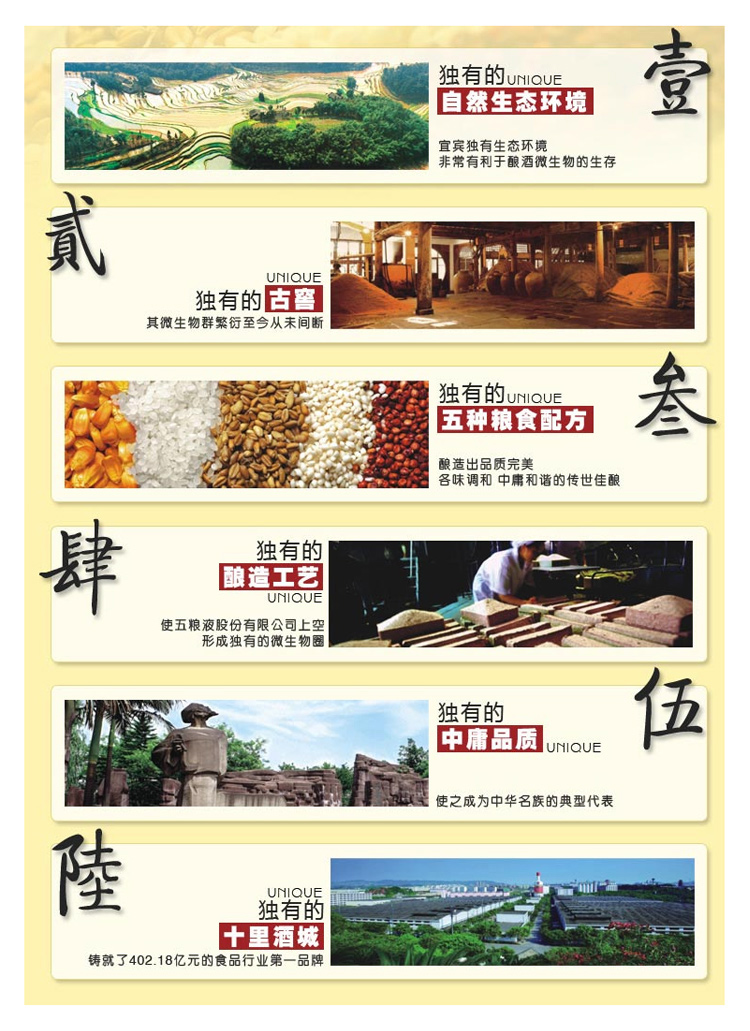 壹
独有的UNIQUE
自然生态环境
宜宾独有生态环境
非常有利于酿酒微生物的生存
貳
UNIQUE
独有的 古窖
其微生物群繁衍至今从未间断
叁
独有的UNIQUE
五种粮食配方
酿造出品质完美
各味调和 中庸和谐的传世佳酿
肆
独有的
酿造工艺
UNIQUE
使五粮液股份有限公司上空
形成独有的微生物圈
伍
独有的
中庸品质 UNIQUE
使之成为中华名族的典型代表
陸
UNIQUE
独有的
十里酒城
铸就了402.18亿元的食品行业第一品牌